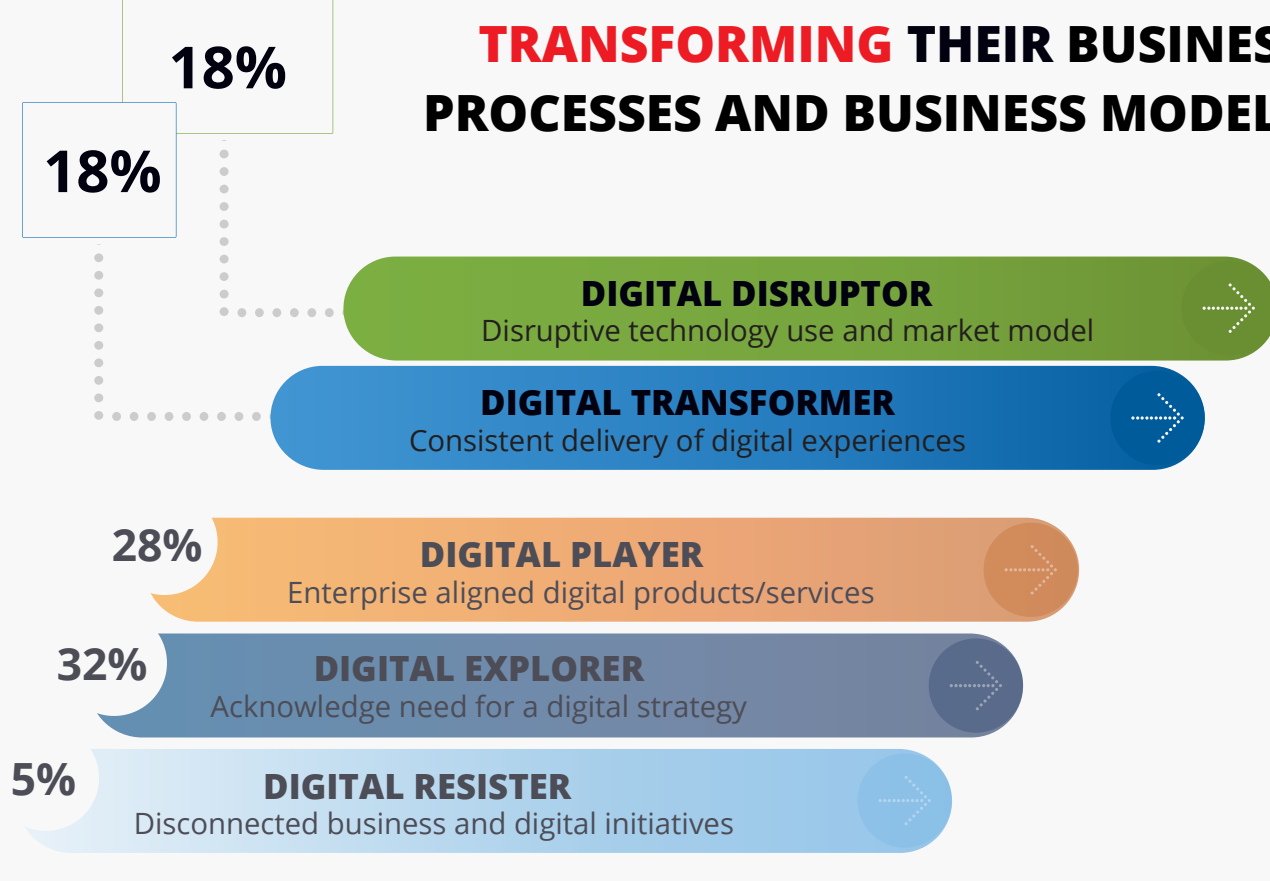 18%
TRANSFORMING THEIR BUSINES
PROCESSES AND BUSINESS MODEL
18%
DIGITAL DISRUPTOR
Disruptive technology use and market model
DIGITAL TRANSFORMER
Consistent delivery of digital experiences
28%
DIGITAL PLAYER
Enterprise aligned digital products/services
32%
DIGITAL EXPLORER
Acknowledge need for a digital strategy
5%
DIGITAL RESISTER
Disconnected business and digital initiatives